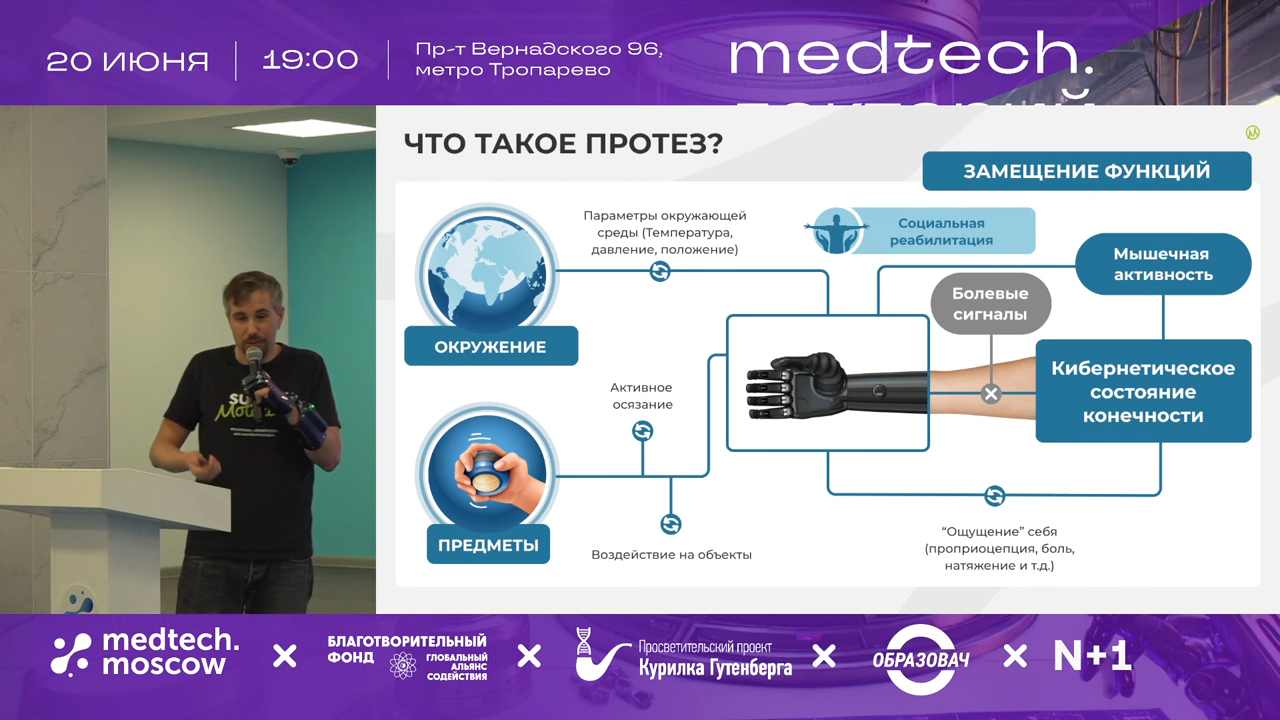 20 ИЮНЯ
19:00
Пр-т Вернадского 96,
метро Тропарево
medtech.
ЧТО ТАКОЕ ПРОТЕЗ?
ЗАМЕЩЕНИЕ ФУНКЦИЙ
Параметры окружающей
среды (Температура,
давление, положение)
Социальная
реабилитация
Мышечная
активность
Болевые
сигналы
ОКРУЖЕНИЕ
Кибернетическое
состояние
конечности
Активное
осязание
ПРЕДМЕТЫ
Воздействие на объекты
“Ощущение” себя
(проприоцепция, боль,
натяжение и т.д.)
medtech.
moscow
БЛАГОТВОРИТЕЛЬНЫЙ
ФОНД
ГЛОБАЛЬНЫЙ
АЛЬЯНС
СОДЕЙСТВИЯ
Просветительский проект
Курилка Гутенберга
ОБРАЗОВАЧ
N+1